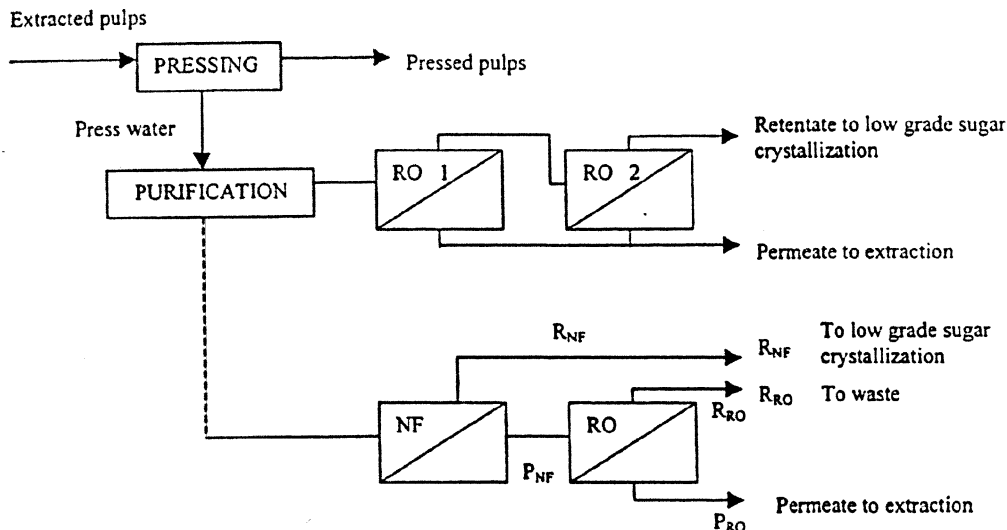 Extracted pulps
PRESSING
Pressed pulps
Press water
PURIFICATION
RO 1
RO 2
Retentate to low grade sugar
crystallization
Permeate to extraction
R_NF
R_NF
To low grade sugar
crystallization
NF
RO
R_RO
R_RO To waste
P_NF
P_RO
Permeate to extraction